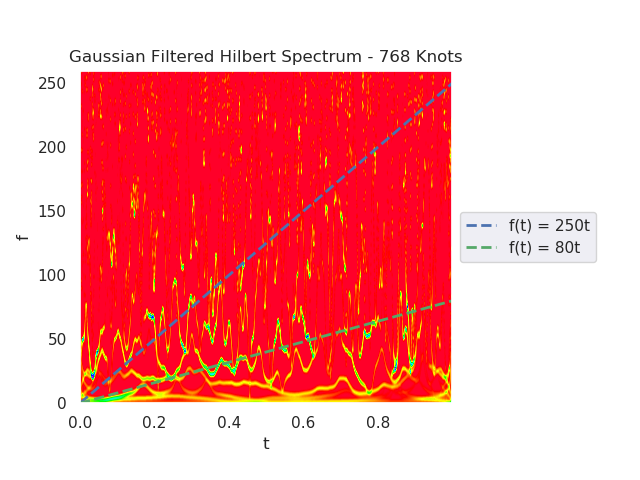 Gaussian Filtered Hilbert Spectrum - 768 Knots
250
200
150
100
50
0
f
0.0 0.2 0.4 0.6 0.8
t
f(t) = 250t
f(t) = 80t